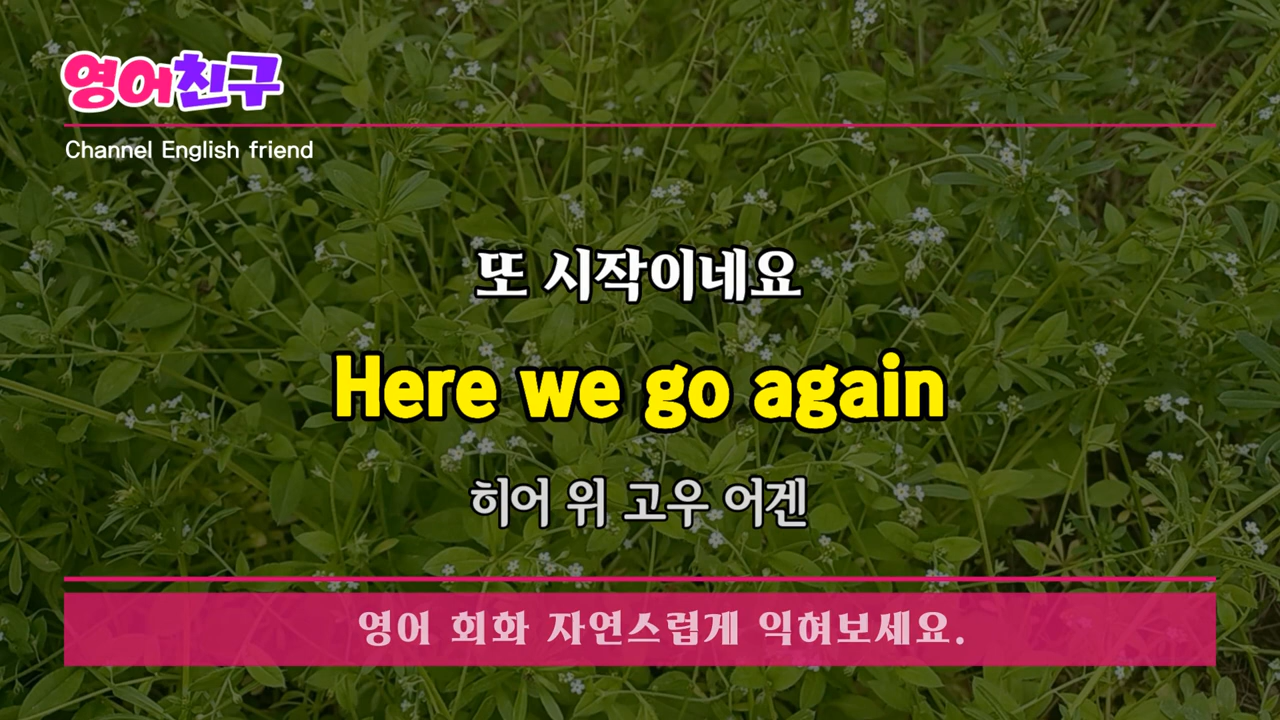 영어친구
Channel English friend
또 시작이네요
Here we go again
히어 위 고우 어겐
영어 회화 자연스럽게 익혀보세요.